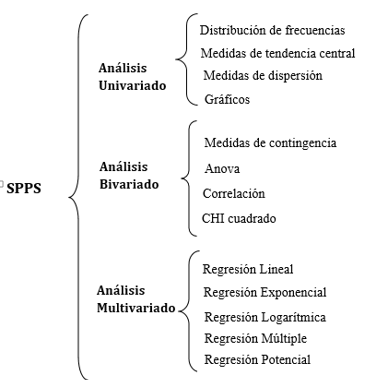 SPPS
Análisis
Univariado
Distribución de frecuencias
Medidas de tendencia central
Medidas de dispersión
Gráficos
Análisis
Bivariado
Medidas de contingencia
Anova
Correlación
CHI cuadrado
Análisis
Multivariado
Regresión Lineal
Regresión Exponencial
Regresión Logarítmica
Regresión Múltiple
Regresión Potencial